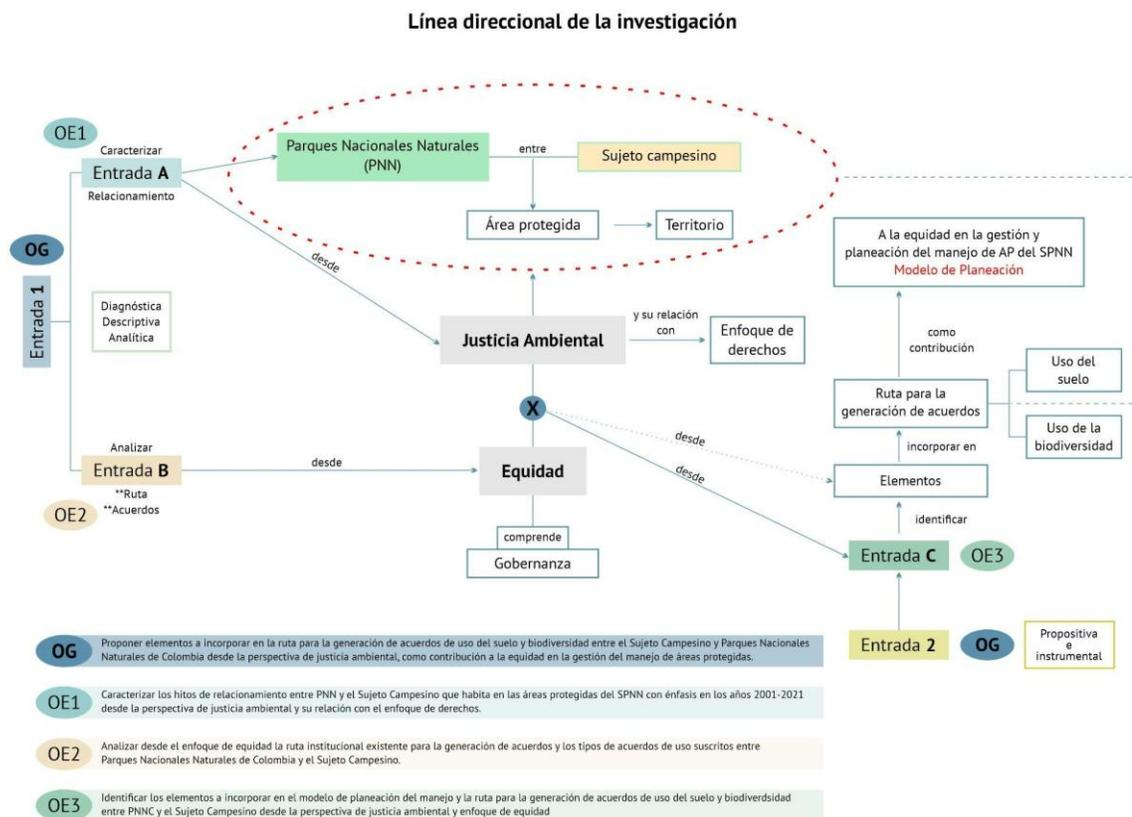 Línea direccional de la investigación
OE1
Caracterizar
Entrada A
Relacionamiento
Parques Nacionales Naturales
(PNN)
entre
Sujeto campesino
Área protegida
Territorio
OG
Entrada 1
Diagnóstica
Descriptiva
Analítica
desde
Justicia Ambiental
y su relación
con
Enfoque de
derechos
A la equidad en la gestión y
planeación del manejo de AP del SPNN
Modelo de Planeación
como
contribución
Ruta para la
generación de acuerdos
Uso del
suelo
Uso de la
biodiversidad
X
desde
desde
incorporar en
Elementos
Analizar
Entrada B
**Ruta
**Acuerdos
OE2
desde
Equidad
comprende
Gobernanza
identificar
Entrada C
OE3
Entrada 2
OG
Propositiva
e
instrumental
OG
Proponer elementos a incorporar en la ruta para la generación de acuerdos de uso del suelo y biodiversidad entre el Sujeto Campesino y Parques Nacionales
Naturales de Colombia desde la perspectiva de justicia ambiental, como contribución a la equidad en la gestión del manejo de áreas protegidas.
OE1
Caracterizar los hitos de relacionamiento entre PNN y el Sujeto Campesino que habita en las áreas protegidas del SPNN con énfasis en los años 2001-2021
desde la perspectiva de justicia ambiental y su relación con el enfoque de derechos.
OE2
Analizar desde el enfoque de equidad la ruta institucional existente para la generación de acuerdos y los tipos de acuerdos de uso suscritos entre
Parques Nacionales Naturales de Colombia y el Sujeto Campesino.
OE3
Identificar los elementos a incorporar en el modelo de planeación del manejo y la ruta para la generación de acuerdos de uso del suelo y biodiverdsidad
entre PNNC y el Sujeto Campesino desde la perspectiva de justicia ambiental y enfoque de equidad